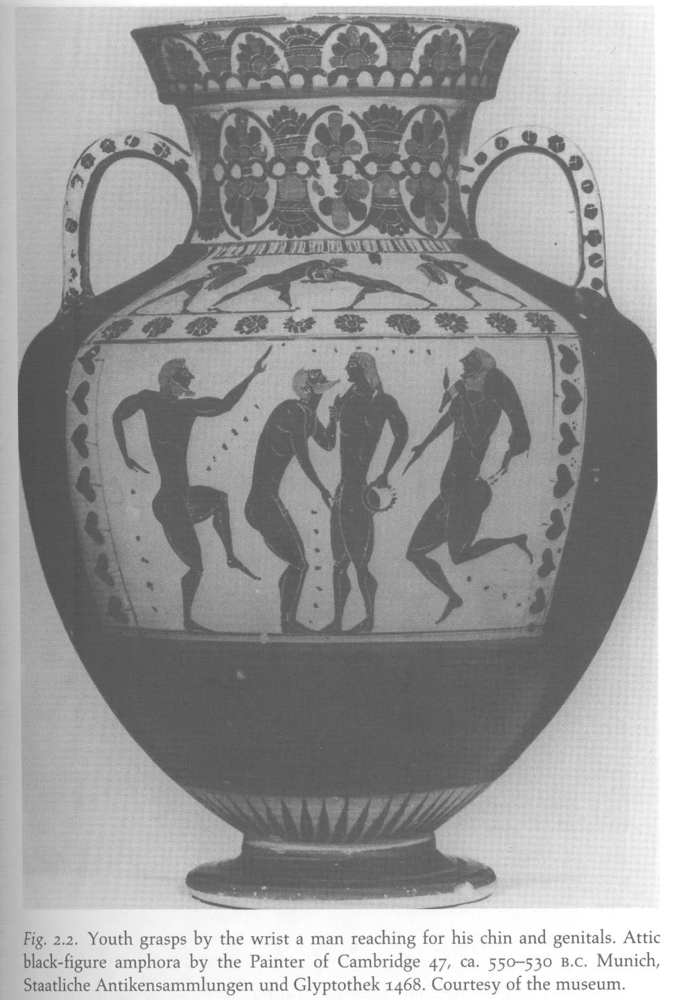 Fig. 2.2. Youth grasps by the wrist a man reaching for his chin and genitals. Attic
black-figure amphora by the Painter of Cambridge 47, ca. 550–530 B.C. Munich,
Staatliche Antikensammlungen und Glyptothek 1468. Courtesy of the museum.